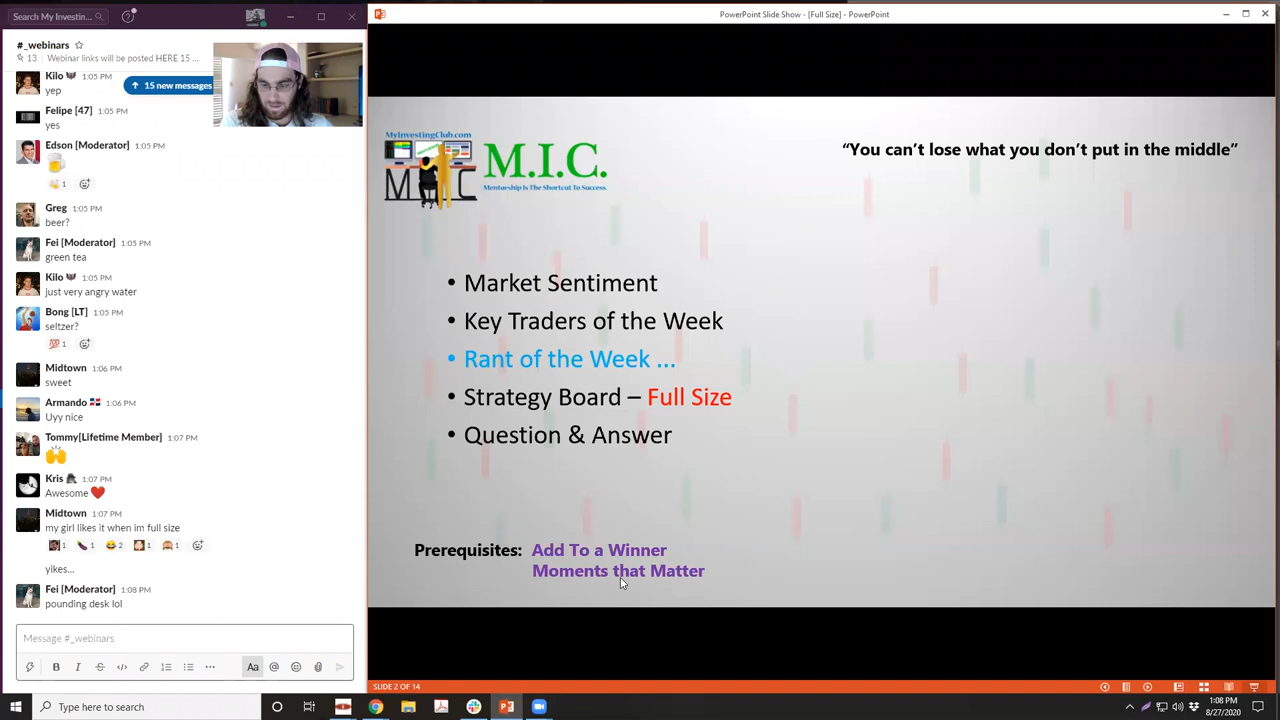 Search My Investing Club
PowerPoint Slide Show - [Full Size] - PowerPoint
#_webinars
13 Webinar links will be posted HERE 15 ...
15 new messages
Kilo 1:05 PM
yep
Felipe [47] 1:05 PM
yes
Edson [Moderator] 1:05 PM
1
Greg 1:05 PM
beer?
Fei [Moderator] 1:05 PM
green tea
Kilo 1:05 PM
just very angry water
Bong [LT] 1:05 PM
seltzer?
1
Midtown 1:06 PM
sweet
Armando 1:06 PM
Uyy nice
Tommy[Lifetime Member] 1:07 PM
Kris 1:07 PM
Awesome
Midtown 1:07 PM
my girl likes it when im full size
1 1 2 1 1
yikes...
Fei [Moderator] 1:08 PM
pounding desk lol
Message #_webinars
B I S Aa @
MyInvestingClub.com
MIC
M.I.C.
Mentorship Is The Shortcut To Success.
“You can’t lose what you don’t put in the middle”
• Market Sentiment
• Key Traders of the Week
• Rant of the Week ...
• Strategy Board – Full Size
• Question & Answer
Prerequisites: Add To a Winner
Moments that Matter
SLIDE 2 OF 14
Type here to search
1:08 PM
8/27/2020